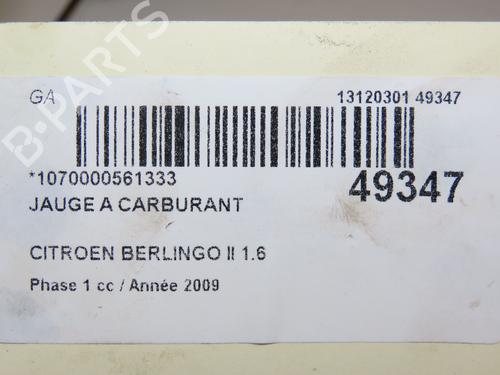 GA
13120301 49347
*1070000561333
49347
JAUGE A CARBURANT
CITROEN BERLINGO II 1.6
Phase 1 cc / Année 2009
B-PARTS